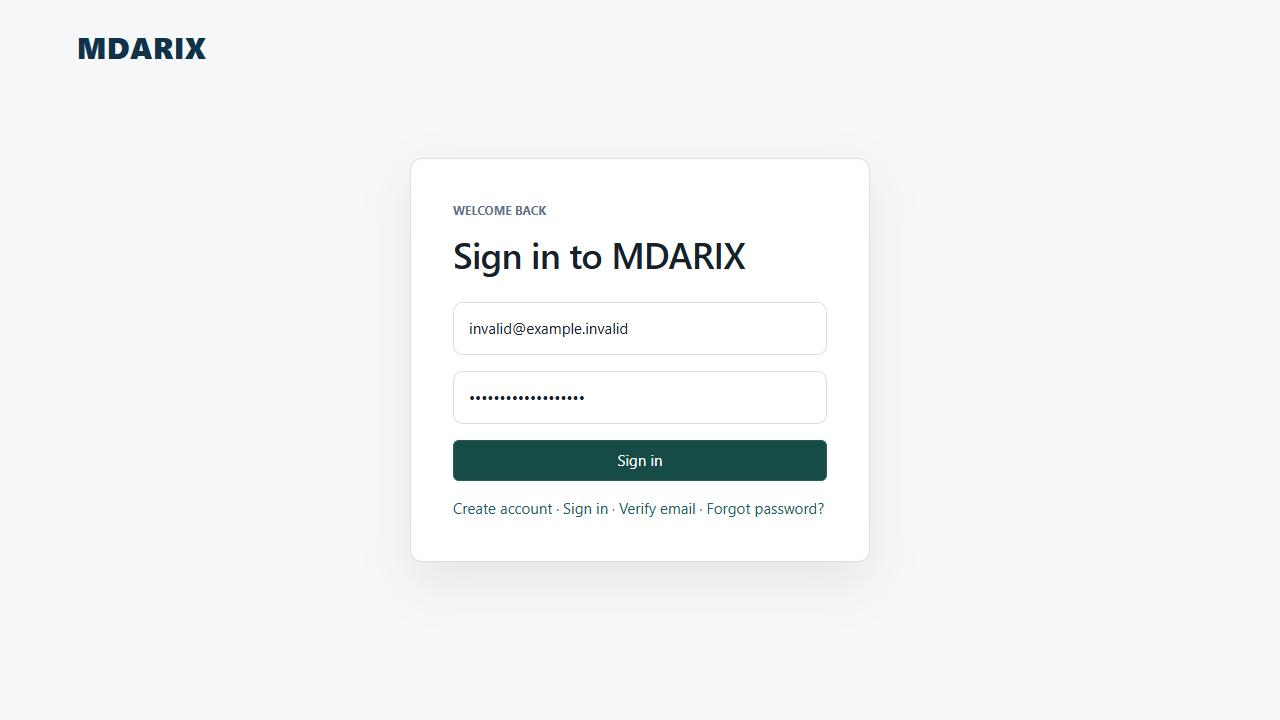 MDARIX
WELCOME BACK
Sign in to MDARIX
invalid@example.invalid
•••••••••••••••••••
Sign in
Create account · Sign in · Verify email · Forgot password?